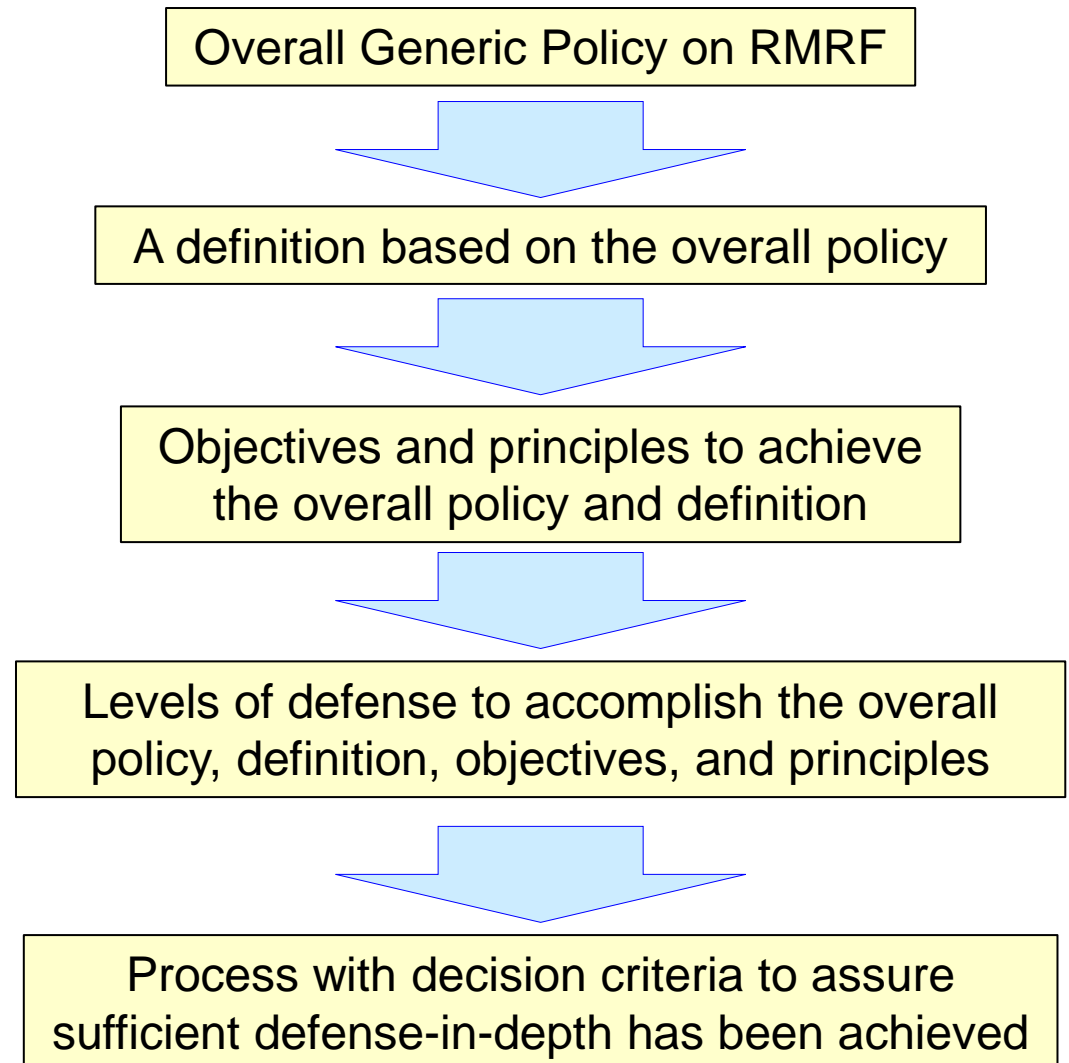 Overall Generic Policy on RMRF
A definition based on the overall policy
Objectives and principles to achieve
the overall policy and definition
Levels of defense to accomplish the overall
policy, definition, objectives, and principles
Process with decision criteria to assure
sufficient defense-in-depth has been achieved